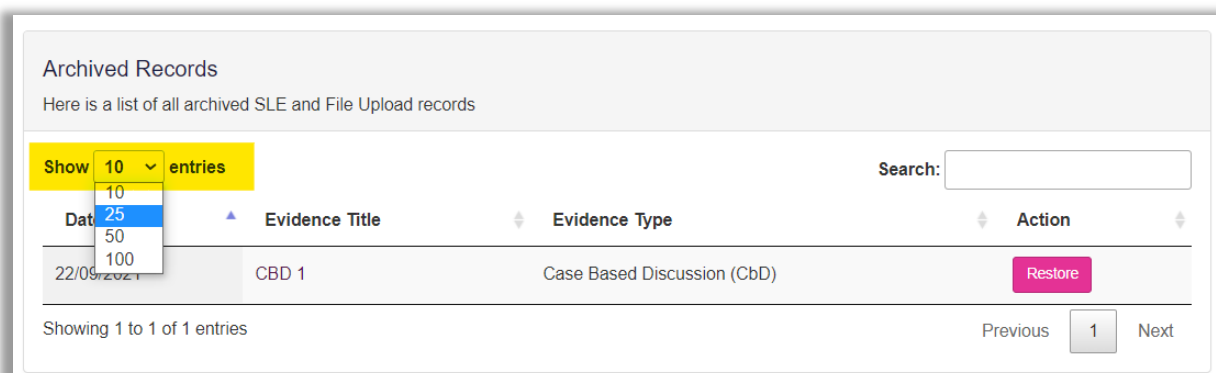 Archived Records
Here is a list of all archived SLE and File Upload records
Show 10 entries
Search:
10
25
50
100
Evidence Title
Evidence Type
Action
CBD 1
Case Based Discussion (CbD)
Restore
Showing 1 to 1 of 1 entries
Previous 1 Next